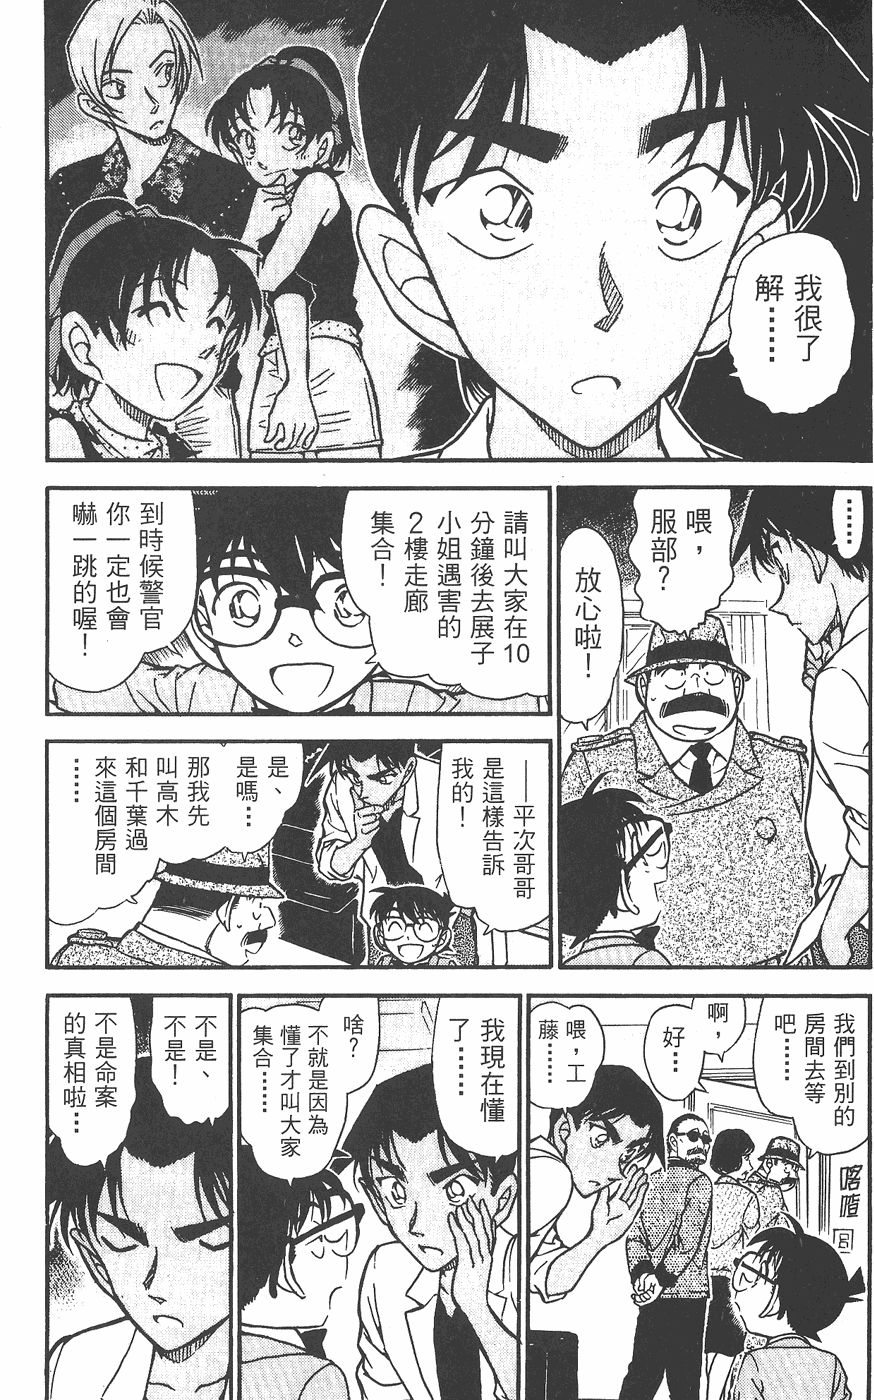 我很了
解……
……
喂，
服部？
放心啦！
請叫大家在10
分鐘後去展子
小姐遇害的
2樓走廊
集合！
到時候警官
你一定也會
嚇一跳的喔！
——平次哥哥
是這樣告訴
我的！
是、
是嗎…
那我先
叫高木
和千葉過
來這個房間
……
我們到別的
房間去等
吧……
喀喳
啊，
好…
喂，工
藤…
我現在懂
了……
啥？
不就是因為
懂了才叫大家
集合……
不是、
不是！
不是命案
的真相啦…